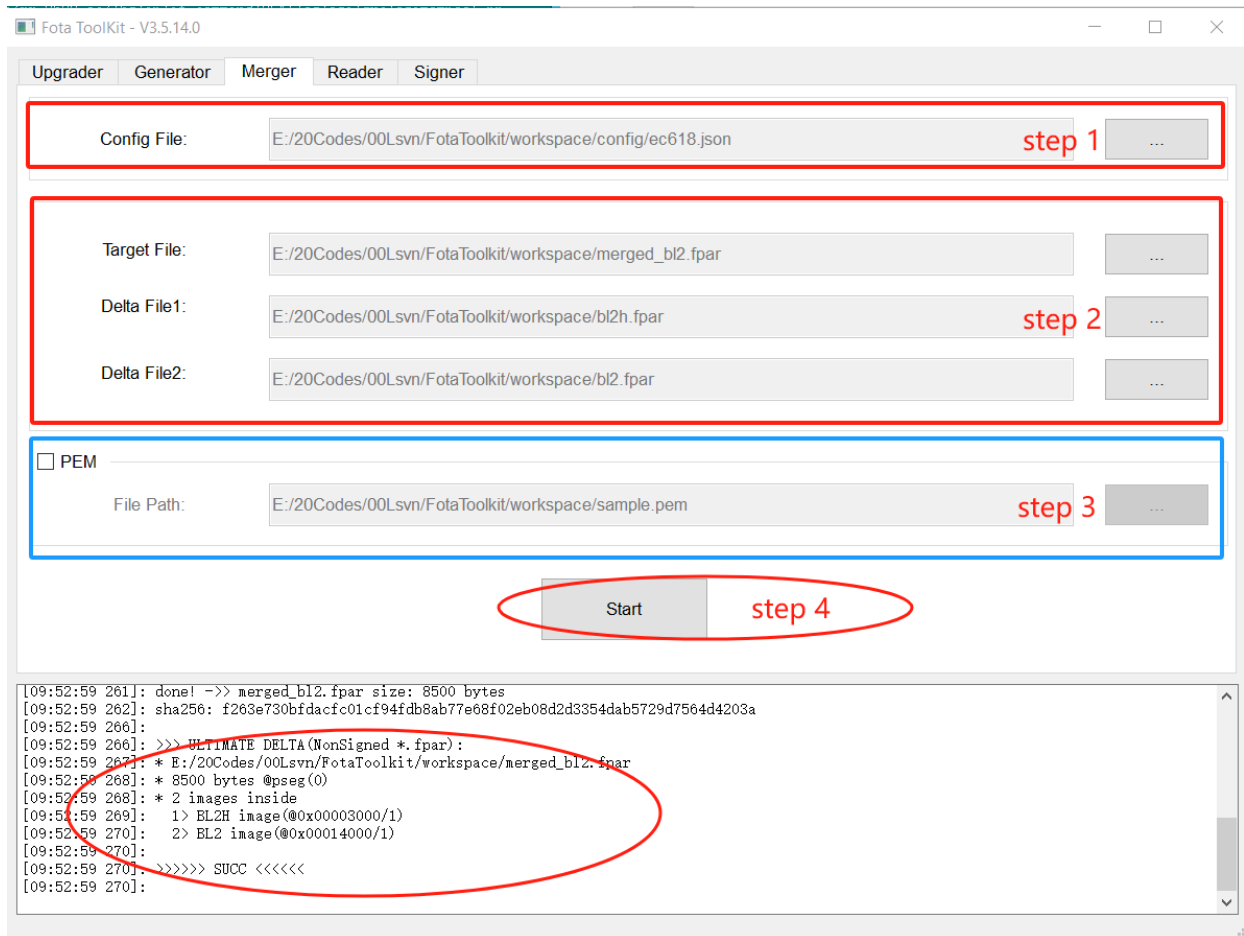 Fota ToolKit - V3.5.14.0
Upgrader Generator Merger Reader Signer
Config File: E:/20Codes/00Lsvn/FotaToolkit/workspace/config/ec618.json step 1 ...
Target File: E:/20Codes/00Lsvn/FotaToolkit/workspace/merged_bl2.fpar ...
Delta File1: E:/20Codes/00Lsvn/FotaToolkit/workspace/bl2h.fpar step 2 ...
Delta File2: E:/20Codes/00Lsvn/FotaToolkit/workspace/bl2.fpar ...
PEM
File Path: E:/20Codes/00Lsvn/FotaToolkit/workspace/sample.pem step 3 ...
Start step 4
[09:52:59 261]: done! ->> merged_bl2.fpar size: 8500 bytes
[09:52:59 262]: sha256: f263e730bfdacfc01cf94fdb8ab77e68f02eb08d2d3354dab5729d7564d4203a
[09:52:59 266]:
[09:52:59 266]: >>> ULTIMATE DELTA(NonSigned *.fpar):
[09:52:59 267]: * E:/20Codes/00Lsvn/FotaToolkit/workspace/merged_bl2.fpar
[09:52:59 268]: * 8500 bytes @pseg(0)
[09:52:59 268]: * 2 images inside
[09:52:59 269]: 1> BL2H image(@0x00003000/1)
[09:52:59 270]: 2> BL2 image(@0x00014000/1)
[09:52:59 270]:
[09:52:59 270]: >>>>>> SUCC <<<<<<
[09:52:59 270]: